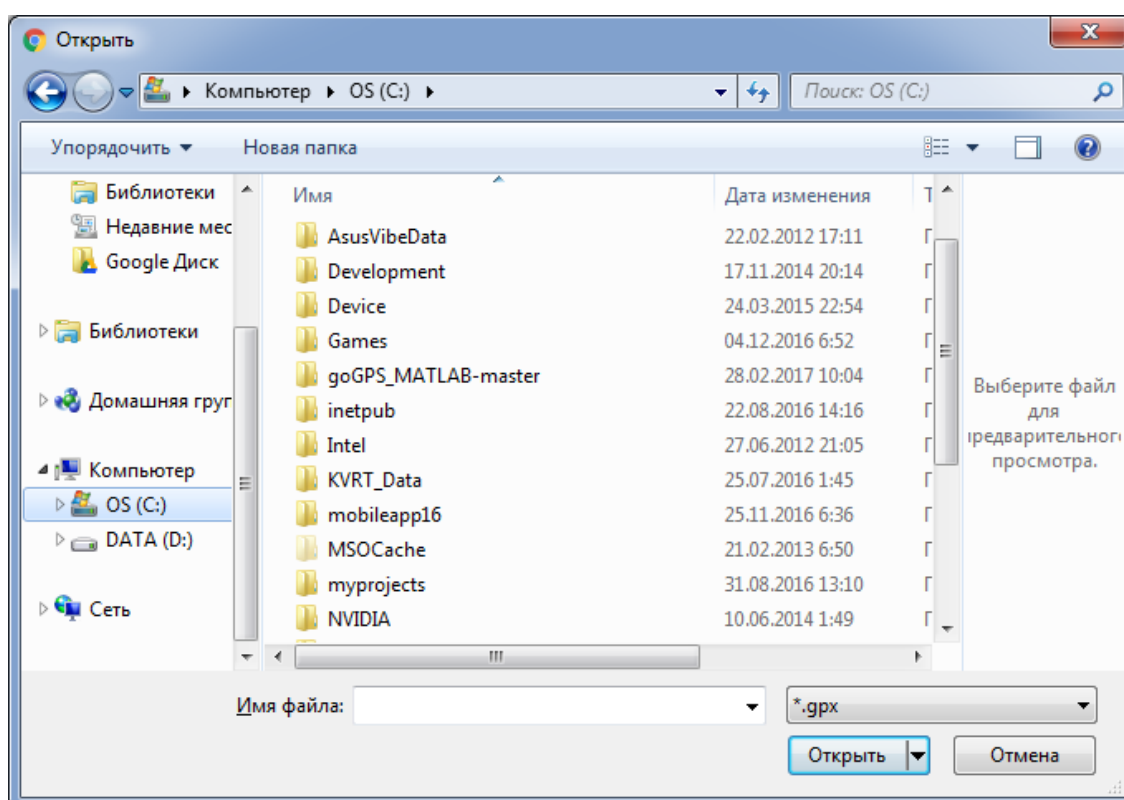 Открыть
Компьютер OS (C:)
Поиск: OS (C:)
Упорядочить
Новая папка
Библиотеки
Недавние мес
Google Диск
Библиотеки
Домашняя груп
Компьютер
OS (C:)
DATA (D:)
Сеть
Имя Дата изменения Т
AsusVibeData 22.02.2012 17:11 Г
Development 17.11.2014 20:14 Г
Device 24.03.2015 22:54 Г
Games 04.12.2016 6:52 Г
goGPS_MATLAB-master 28.02.2017 10:04 Г
inetpub 22.08.2016 14:16 Г
Intel 27.06.2012 21:05 Г
KVRT_Data 25.07.2016 1:45 Г
mobileapp16 25.11.2016 6:36 Г
MSOCache 21.02.2013 6:50 Г
myprojects 31.08.2016 13:10 Г
NVIDIA 10.06.2014 1:49 Г
Выберите файл
для
предварительног
просмотра.
Имя файла:
*.gpx
Открыть
Отмена